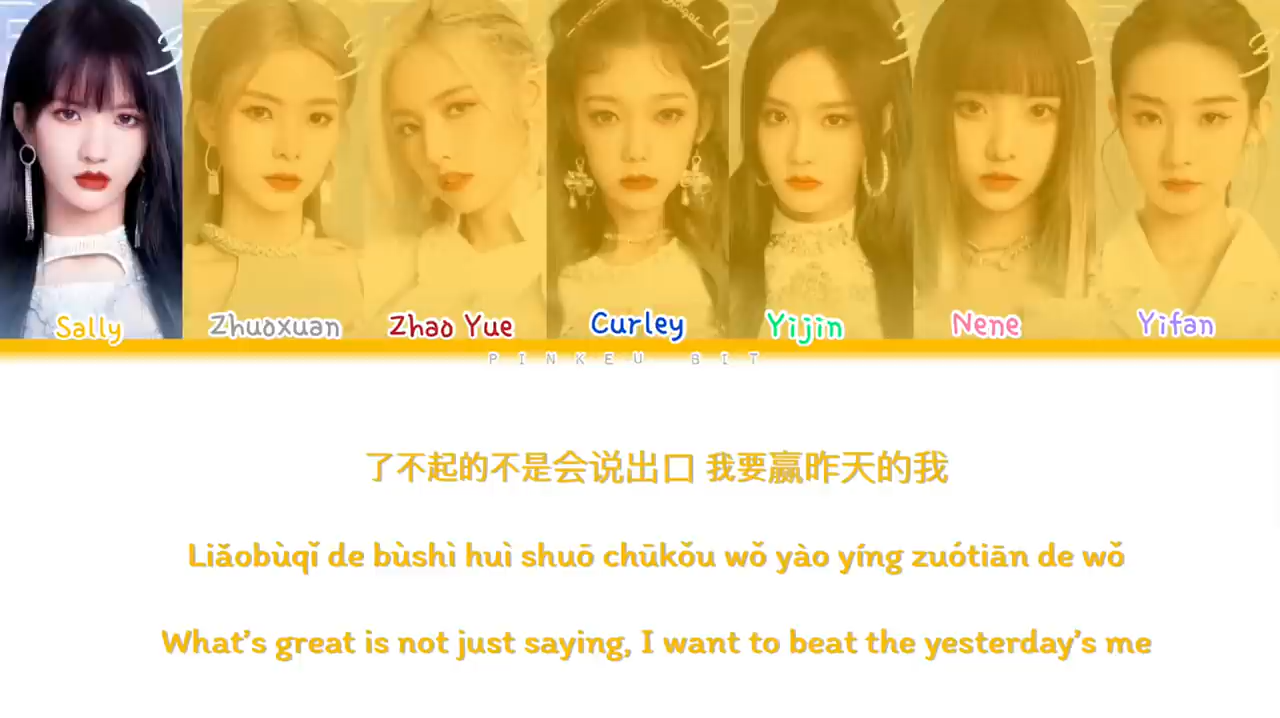 Sally Zhuoxuan Zhao Yue Curley Yijin Nene Yifan
PINKEU BIT
了不起的不是会说出口 我要赢昨天的我
Liǎobùqǐ de bùshì huì shuō chūkǒu wǒ yào yíng zuótiān de wǒ
What's great is not just saying, I want to beat the yesterday's me